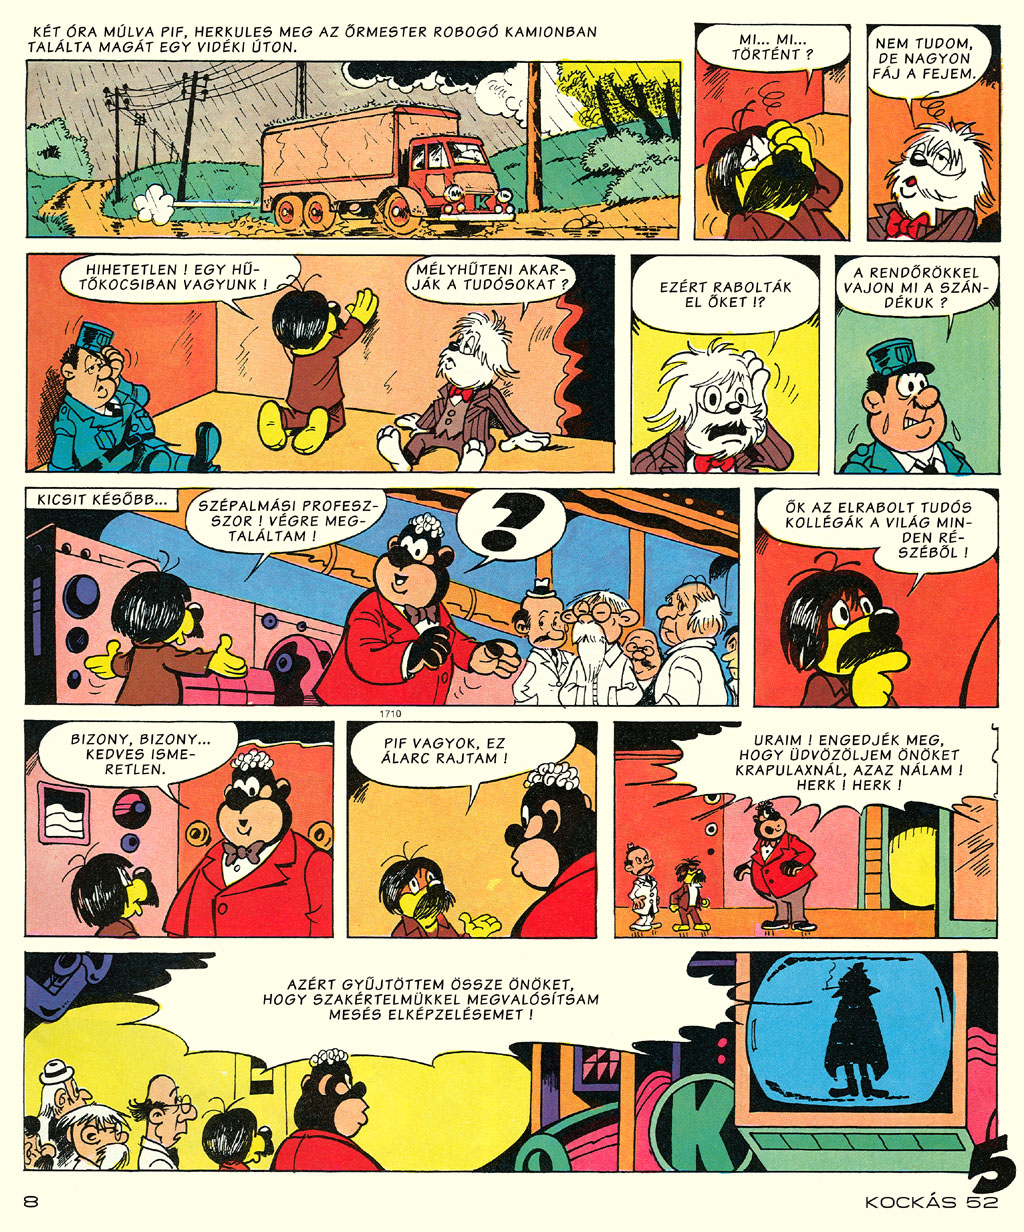 KÉT ÓRA MÚLVA PIF, HERKULES MEG AZ ŐRMESTER ROBOGÓ KAMIONBAN
TALÁLTA MAGÁT EGY VIDÉKI ÚTON.
K
MI... MI...
TÖRTÉNT ?
NEM TUDOM,
DE NAGYON
FÁJ A FEJEM.
HIHETETLEN ! EGY HŰ-
TŐKOCSIBAN VAGYUNK !
MÉLYHŰTENI AKAR-
JÁK A TUDÓSOKAT ?
EZÉRT RABOLTÁK
EL ŐKET !?
A RENDŐRÖKKEL
VAJON MI A SZÁN-
DÉKUK ?
KICSIT KÉSŐBB...
SZÉPALMÁSI PROFESZ-
SZOR ! VÉGRE MEG-
TALÁLTAM !
?
ŐK AZ ELRABOLT TUDÓS
KOLLÉGÁK A VILÁG MIN-
DEN RÉ-
SZÉBŐL !
1710
BIZONY, BIZONY...
KEDVES ISME-
RETLEN.
PIF VAGYOK, EZ
ÁLARC RAJTAM !
URAIM ! ENGEDJÉK MEG,
HOGY ÜDVÖZÖLJEM ÖNÖKET
KRAPULAXNÁL, AZAZ NÁLAM !
HERK ! HERK !
AZÉRT GYŰJTÖTTEM ÖSSZE ÖNÖKET,
HOGY SZAKÉRTELMÜKKEL MEGVALÓSÍTSAM
MESÉS ELKÉPZELÉSEMET !
K
5
8
KOCKÁS 52